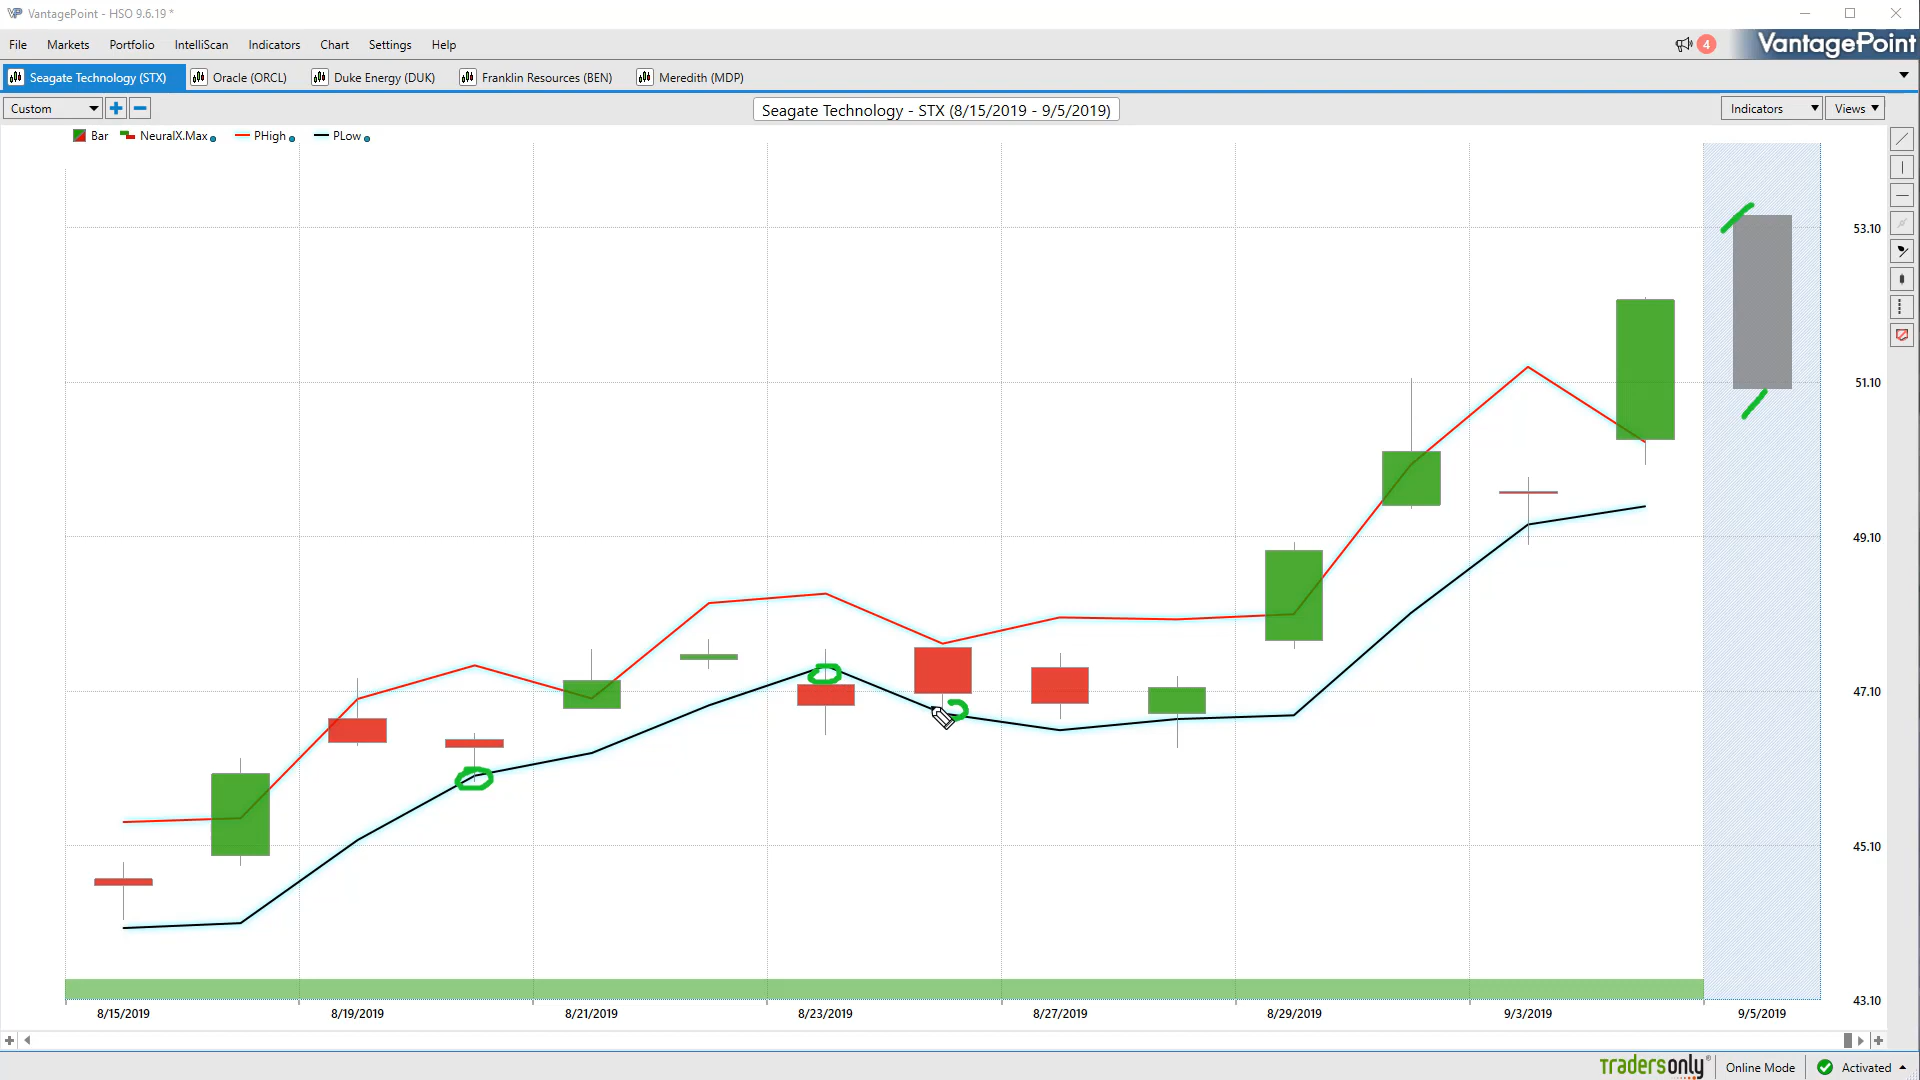 VantagePoint - HSO 9.6.19 *
File Markets Portfolio IntelliScan Indicators Chart Settings Help 4 VantagePoint
Seagate Technology (STX) Oracle (ORCL) Duke Energy (DUK) Franklin Resources (BEN) Meredith (MDP)
Custom Seagate Technology - STX (8/15/2019 - 9/5/2019) Indicators Views
Bar NeuralX.Max PHigh PLow
53.10
51.10
49.10
47.10
45.10
43.10
8/15/2019 8/19/2019 8/21/2019 8/23/2019 8/27/2019 8/29/2019 9/3/2019 9/5/2019
tradersonly Online Mode Activated